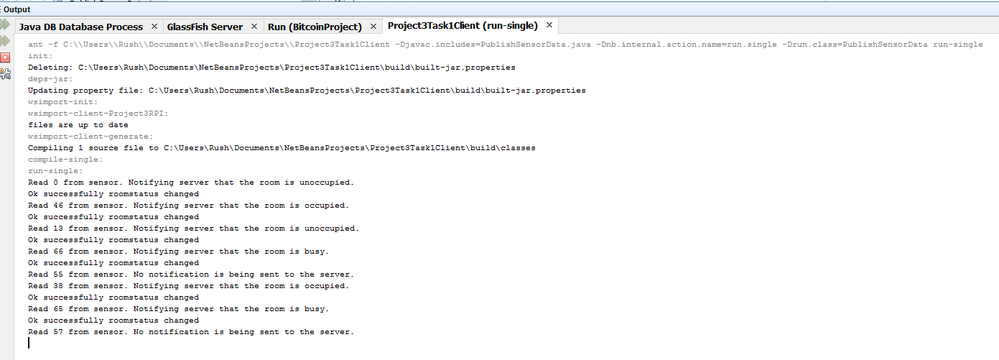 Output
Java DB Database Process × GlassFish Server × Run (BitcoinProject) × Project3Task1Client (run-single) ×
ant -f C:\\Users\\Rush\\Documents\\NetBeansProjects\\Project3Task1Client -Djavac.includes=PublishSensorData.java -Dnb.internal.action.name=run.single -Drun.class=PublishSensorData run-single
init:
Deleting: C:\Users\Rush\Documents\NetBeansProjects\Project3Task1Client\build\built-jar.properties
deps-jar:
Updating property file: C:\Users\Rush\Documents\NetBeansProjects\Project3Task1Client\build\built-jar.properties
wsimport-init:
wsimport-client-Project3RPI:
files are up to date
wsimport-client-generate:
Compiling 1 source file to C:\Users\Rush\Documents\NetBeansProjects\Project3Task1Client\build\classes
compile-single:
run-single:
Read 0 from sensor. Notifying server that the room is unoccupied.
Ok successfully roomstatus changed
Read 46 from sensor. Notifying server that the room is occupied.
Ok successfully roomstatus changed
Read 13 from sensor. Notifying server that the room is unoccupied.
Ok successfully roomstatus changed
Read 66 from sensor. Notifying server that the room is busy.
Ok successfully roomstatus changed
Read 55 from sensor. No notification is being sent to the server.
Read 38 from sensor. Notifying server that the room is occupied.
Ok successfully roomstatus changed
Read 65 from sensor. Notifying server that the room is busy.
Ok successfully roomstatus changed
Read 57 from sensor. No notification is being sent to the server.